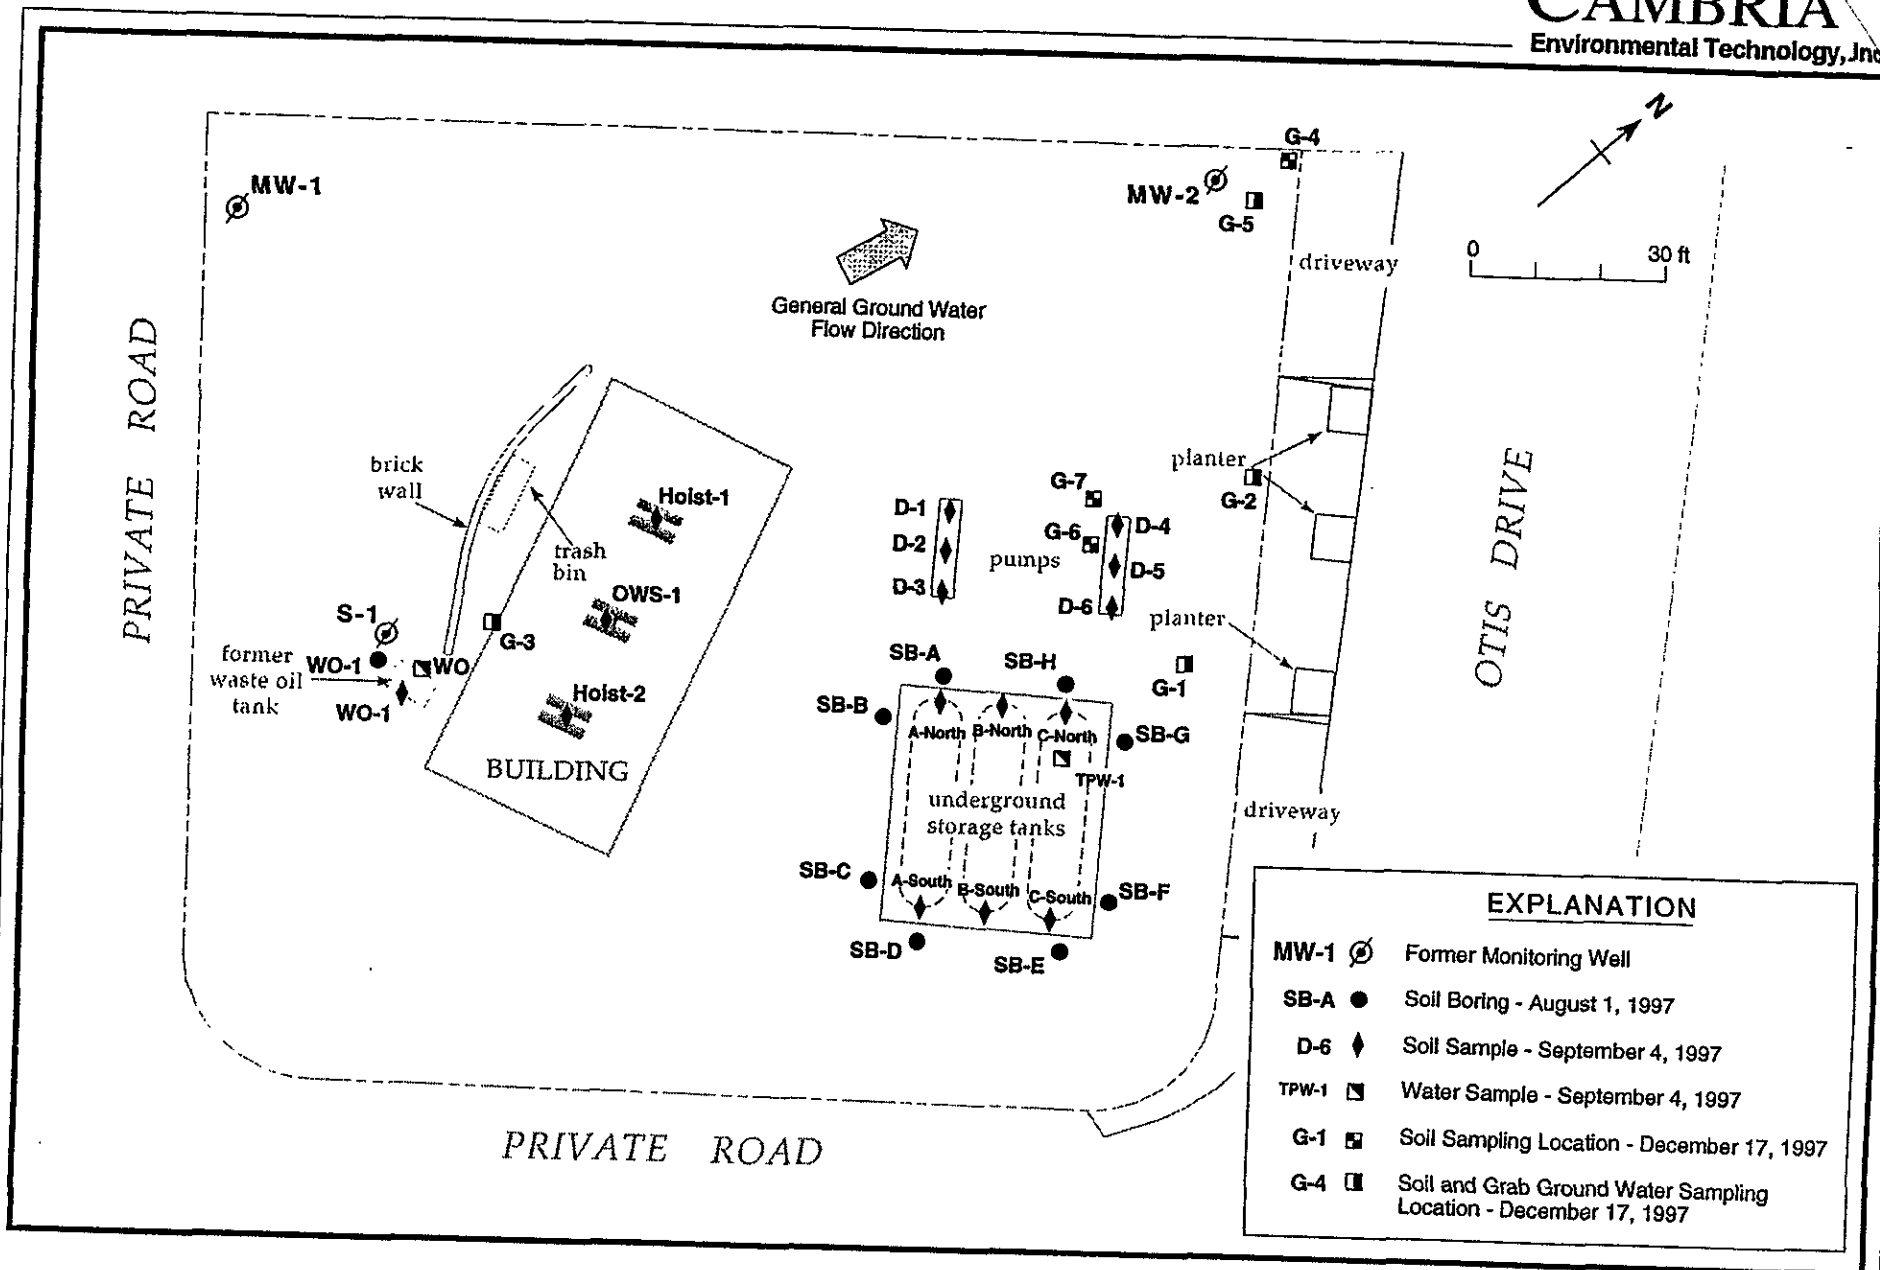 CAMBRIA
Environmental Technology, Inc
N
G-4
MW-1
MW-2
G-5
driveway
0 30 ft
General Ground Water
Flow Direction
PRIVATE ROAD
brick
wall
Hoist-1
trash
bin
OWS-1
S-1
G-3
former
waste oil
tank
WO-1
WO
WO-1
Hoist-2
BUILDING
D-1
D-2
D-3
pumps
G-7
G-6
D-4
D-5
D-6
planter
G-2
planter
G-1
OTIS DRIVE
SB-A
SB-H
SB-B
SB-G
A-North
B-North
C-North
TPW-1
underground
storage tanks
driveway
SB-C
A-South
B-South
C-South
SB-F
SB-D
SB-E
PRIVATE ROAD
EXPLANATION
MW-1 Former Monitoring Well
SB-A Soil Boring - August 1, 1997
D-6 Soil Sample - September 4, 1997
TPW-1 Water Sample - September 4, 1997
G-1 Soil Sampling Location - December 17, 1997
G-4 Soil and Grab Ground Water Sampling
Location - December 17, 1997